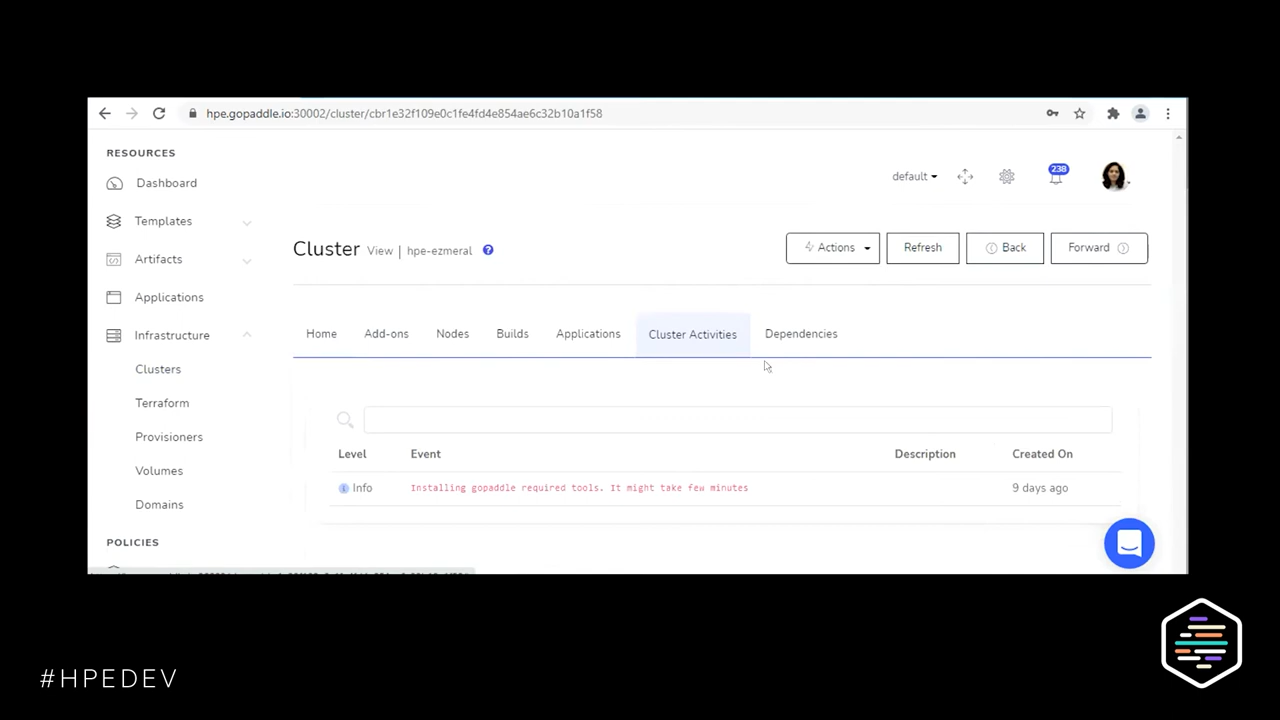 hpe.gopaddle.io:30002/cluster/cbr1e32f109e0c1fe4fd4e854ae6c32b10a1f58
RESOURCES
Dashboard
Templates
Artifacts
Applications
Infrastructure
Clusters
Terraform
Provisioners
Volumes
Domains
POLICIES
default
238
Cluster View | hpe-ezmeral ?
Actions Refresh Back Forward
Home Add-ons Nodes Builds Applications Cluster Activities Dependencies
Level Event Description Created On
Info Installing gopaddle required tools. It might take few minutes 9 days ago
#HPEDEV